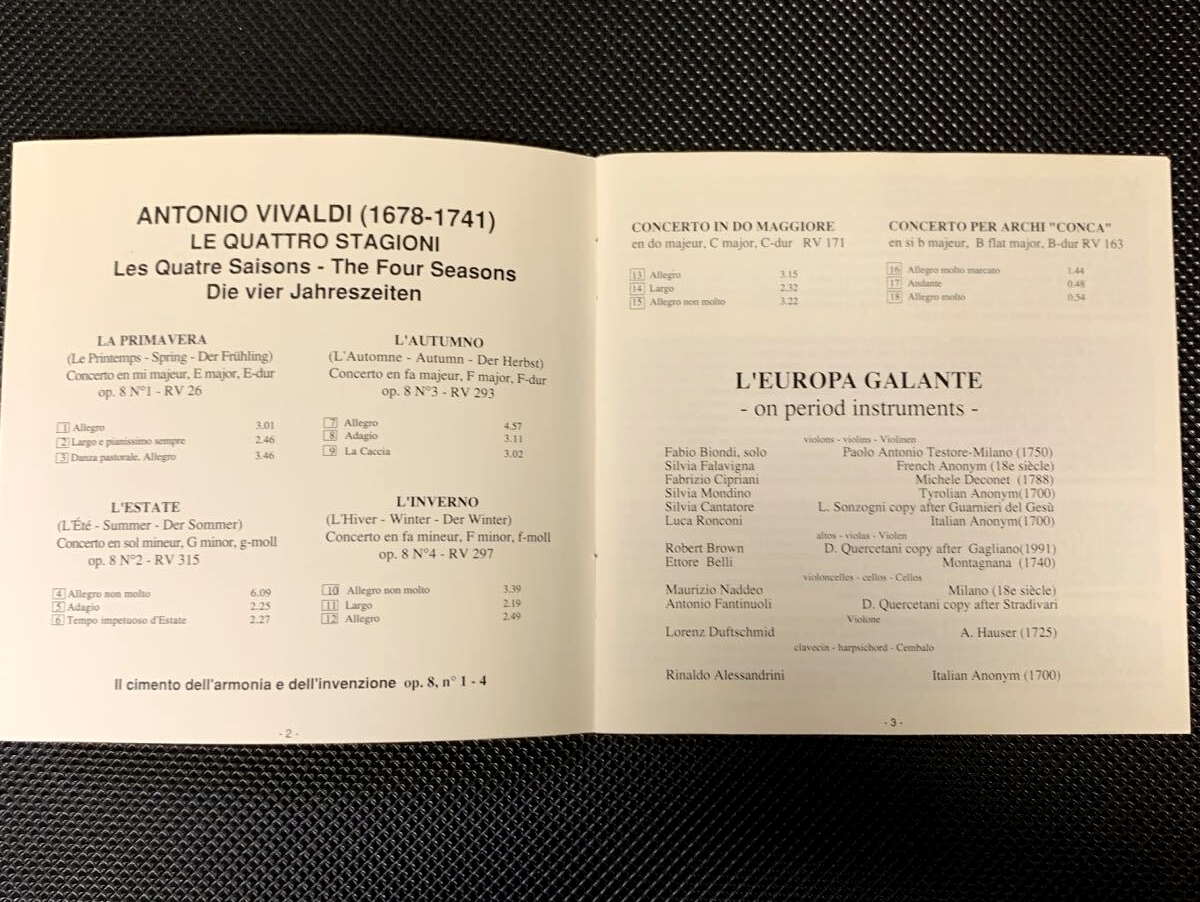 ANTONIO VIVALDI (1678-1741)
LE QUATTRO STAGIONI
Les Quatre Saisons - The Four Seasons
Die vier Jahreszeiten
LA PRIMAVERA
(Le Printemps - Spring - Der Frühling)
Concerto en mi majeur, E major, E-dur
op. 8 N°1 - RV 26
1 Allegro 3.01
2 Largo e pianissimo sempre 2.46
3 Danza pastorale. Allegro 3.46
L'AUTUMNO
(L'Automne - Autumn - Der Herbst)
Concerto en fa majeur, F major, F-dur
op. 8 N°3 - RV 293
7 Allegro 4.57
8 Adagio 3.11
9 La Caccia 3.02
L'ESTATE
(L'Été - Summer - Der Sommer)
Concerto en sol mineur, G minor, g-moll
op. 8 N°2 - RV 315
4 Allegro non molto 6.09
5 Adagio 2.25
6 Tempo impetuoso d'Estate 2.27
L'INVERNO
(L'Hiver - Winter - Der Winter)
Concerto en fa mineur, F minor, f-moll
op. 8 N°4 - RV 297
10 Allegro non molto 3.39
11 Largo 2.19
12 Allegro 2.49
Il cimento dell'armonia e dell'invenzione op. 8, n° 1 - 4
- 2 -
CONCERTO IN DO MAGGIORE
en do majeur, C major, C-dur RV 171
13 Allegro 3.15
14 Largo 2.32
15 Allegro non molto 3.22
CONCERTO PER ARCHI "CONCA"
en si b majeur, B flat major, B-dur RV 163
16 Allegro molto marcato 1.44
17 Andante 0.48
18 Allegro molto 0.54
L'EUROPA GALANTE
- on period instruments -
violons - violins - Violinen
Fabio Biondi, solo Paolo Antonio Testore-Milano (1750)
Silvia Falavigna French Anonym (18e siècle)
Fabrizio Cipriani Michele Deconet (1788)
Silvia Mondino Tyrolian Anonym(1700)
Silvia Cantatore L. Sonzogni copy after Guarnieri del Gesù
Luca Ronconi Italian Anonym(1700)
altos - violas - Violen
Robert Brown D. Quercetani copy after Gagliano(1991)
Ettore Belli Montagnana (1740)
violoncelles - cellos - Cellos
Maurizio Naddeo Milano (18e siècle)
Antonio Fantinuoli D. Quercetani copy after Stradivari
Violone
Lorenz Duftschmid A. Hauser (1725)
clavecin - harpsichord - Cembalo
Rinaldo Alessandrini Italian Anonym (1700)
- 3 -